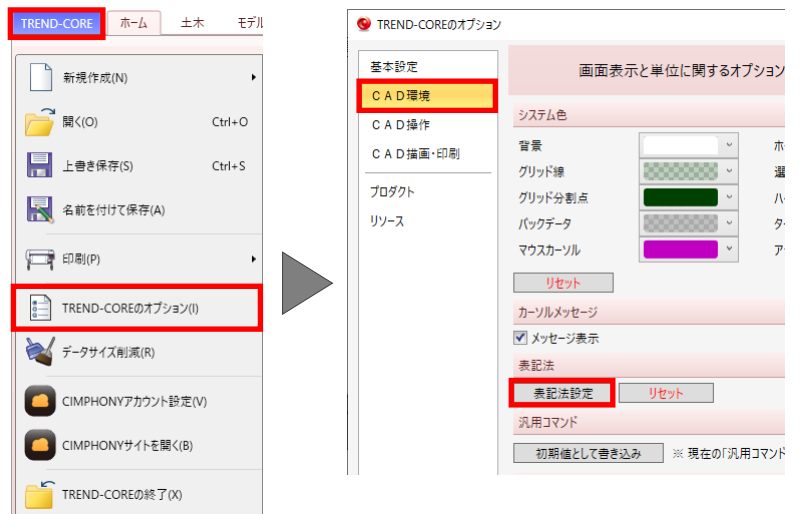 TREND-CORE ホーム 土木 モデル
新規作成(N)
開く(O) Ctrl+O
上書き保存(S) Ctrl+S
名前を付けて保存(A)
印刷(P)
TREND-COREのオプション(I)
データサイズ削減(R)
CIMPHONYアカウント設定(V)
CIMPHONYサイトを開く(B)
TREND-COREの終了(X)
TREND-COREのオプション
基本設定
ＣＡＤ環境
ＣＡＤ操作
ＣＡＤ描画・印刷
プロダクト
リソース
画面表示と単位に関するオプション
システム色
背景
グリッド線
グリッド分割点
バックデータ
マウスカーソル
リセット
カーソルメッセージ
メッセージ表示
表記法
表記法設定 リセット
汎用コマンド
初期値として書き込み ※ 現在の「汎用コマンド